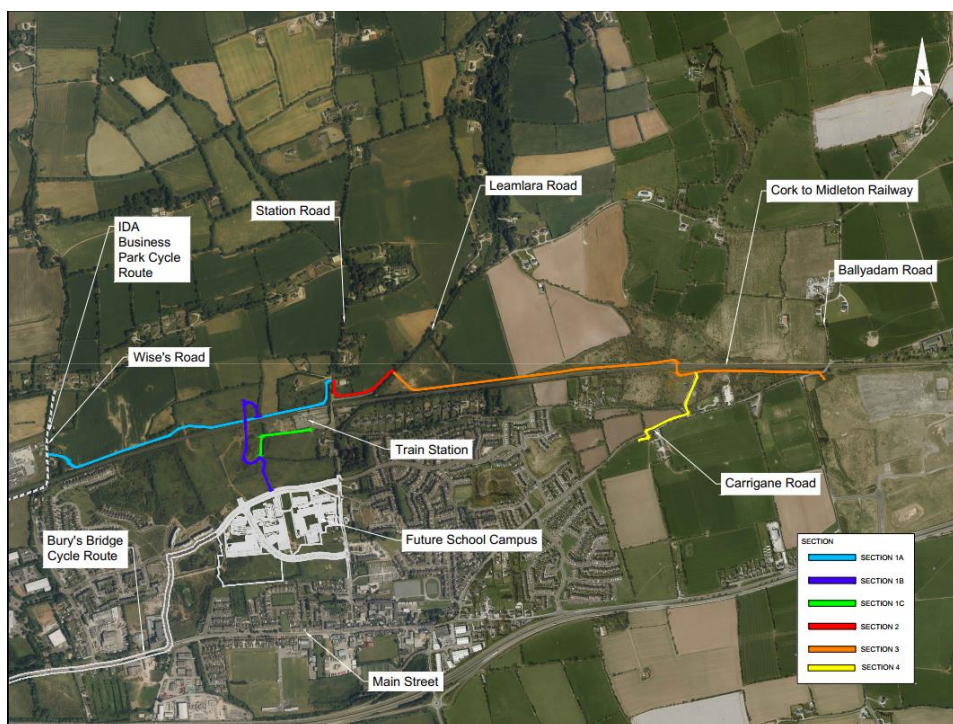 N
Leamlara Road
Cork to Midleton Railway
Station Road
IDA
Business
Park Cycle
Route
Ballyadam Road
Wise's Road
Train Station
Carrigane Road
Bury's Bridge
Cycle Route
Future School Campus
Main Street
SECTION
SECTION 1A
SECTION 1B
SECTION 1C
SECTION 2
SECTION 3
SECTION 4